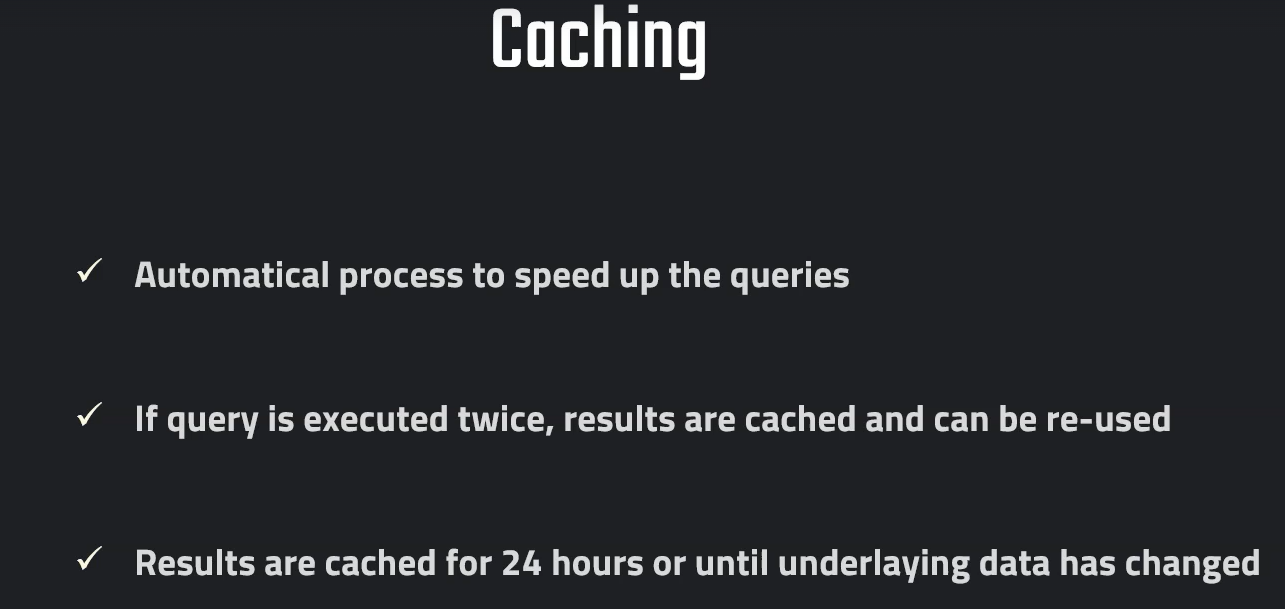 Caching
✓ Automatical process to speed up the queries
✓ If query is executed twice, results are cached and can be re-used
✓ Results are cached for 24 hours or until underlaying data has changed